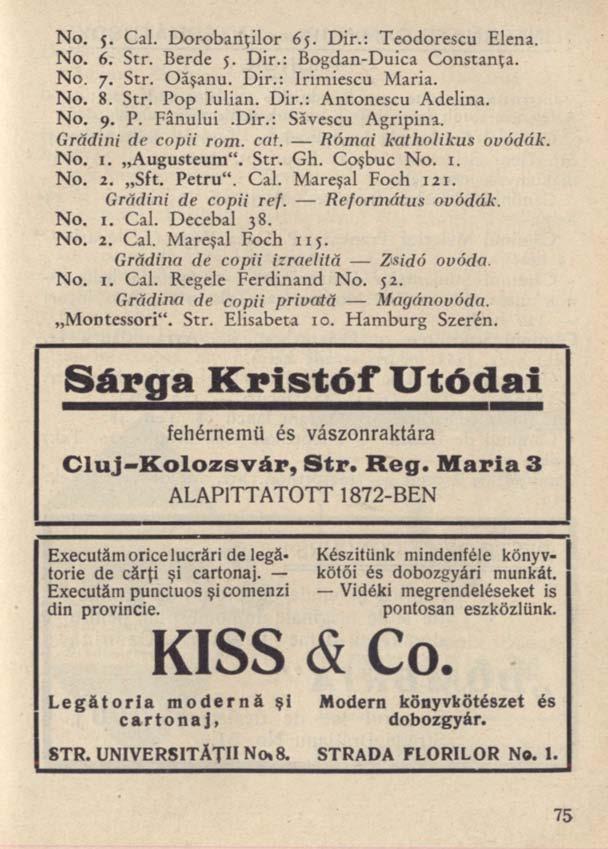 No. 5. Cal. Dorobanţilor 65. Dir.: Teodorescu Elena.
No. 6. Str. Berde 5. Dir.: Bogdan-Duica Constanţa.
No. 7. Str. Oăşanu. Dir.: Irimiescu Maria.
No. 8. Str. Pop Iulian. Dir.: Antonescu Adelina.
No. 9. P. Fânului .Dir.: Săvescu Agripina.
Grădini de copii rom. cat. — Római katholikus ovódák.
No. 1. „Augusteum“. Str. Gh. Coşbuc No. 1.
No. 2. „Sft. Petru“. Cal. Mareşal Foch 121.
Grădini de copii ref. — Református ovódák.
No. 1. Cal. Decebal 38.
No. 2. Cal. Mareşal Foch 115.
Grădina de copii izraelită — Zsidó ovóda.
No. 1. Cal. Regele Ferdinand No. 52.
Grădina de copii privată — Magánovóda.
„Montessori“. Str. Elisabeta 10. Hamburg Szerén.
Sárga Kristóf Utódai
fehérnemü és vászonraktára
Cluj-Kolozsvár, Str. Reg. Maria 3
ALAPITTATOTT 1872-BEN
Executăm orice lucrări de legă-
torie de cărţi şi cartonaj. —
Executăm punctuos şi comenzi
din provincie.
Készitünk mindenféle könyv-
kötői és dobozgyári munkát.
— Vidéki megrendeléseket is
pontosan eszközlünk.
KISS & Co.
Legătoria modernă şi
cartonaj,
STR. UNIVERSITĂŢII No. 8.
Modern könyvkötészet és
dobozgyár.
STRADA FLORILOR No. 1.
75